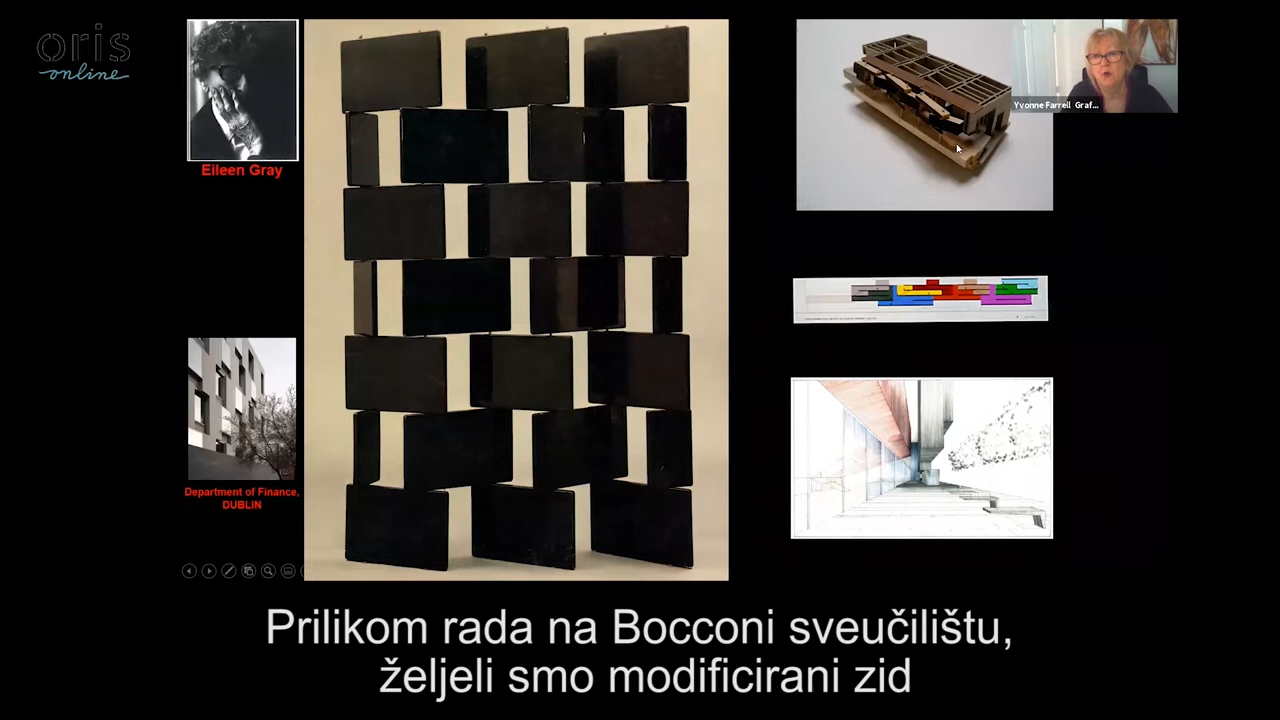 oris
online
Eileen Gray
Yvonne Farrell Graf...
Department of Finance,
DUBLIN
Prilikom rada na Bocconi sveučilištu,
željeli smo modificirani zid